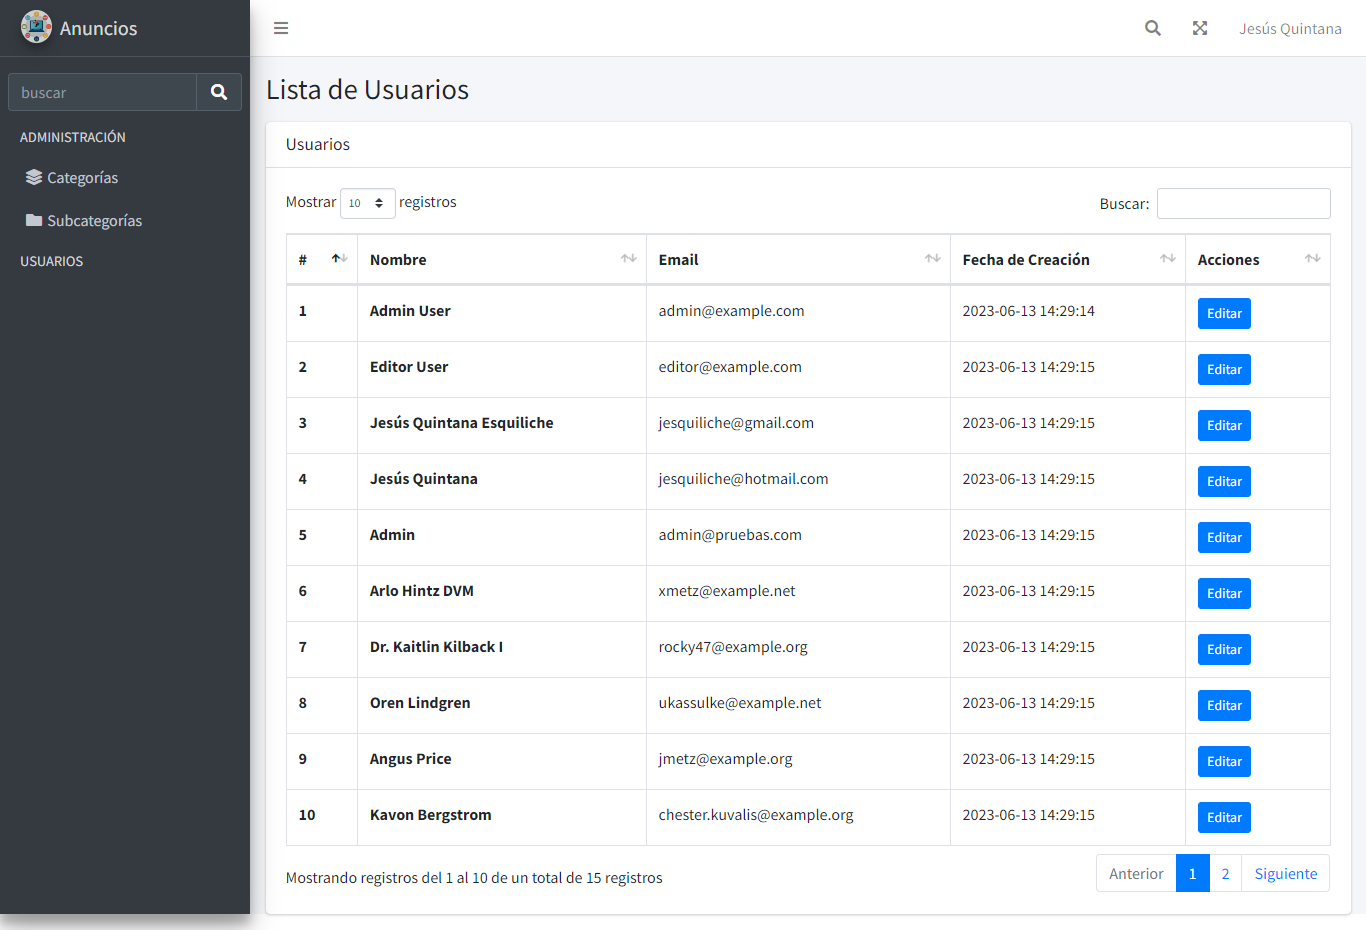 Anuncios
Jesús Quintana
buscar
ADMINISTRACIÓN
Categorías
Subcategorías
USUARIOS
Lista de Usuarios
Usuarios
Mostrar 10 registros
Buscar:
# Nombre Email Fecha de Creación Acciones
1 Admin User admin@example.com 2023-06-13 14:29:14 Editar
2 Editor User editor@example.com 2023-06-13 14:29:15 Editar
3 Jesús Quintana Esquiliche jesquiliche@gmail.com 2023-06-13 14:29:15 Editar
4 Jesús Quintana jesquiliche@hotmail.com 2023-06-13 14:29:15 Editar
5 Admin admin@pruebas.com 2023-06-13 14:29:15 Editar
6 Arlo Hintz DVM xmetz@example.net 2023-06-13 14:29:15 Editar
7 Dr. Kaitlin Kilback I rocky47@example.org 2023-06-13 14:29:15 Editar
8 Oren Lindgren ukassulke@example.net 2023-06-13 14:29:15 Editar
9 Angus Price jmetz@example.org 2023-06-13 14:29:15 Editar
10 Kavon Bergstrom chester.kuvalis@example.org 2023-06-13 14:29:15 Editar
Mostrando registros del 1 al 10 de un total de 15 registros
Anterior 1 2 Siguiente